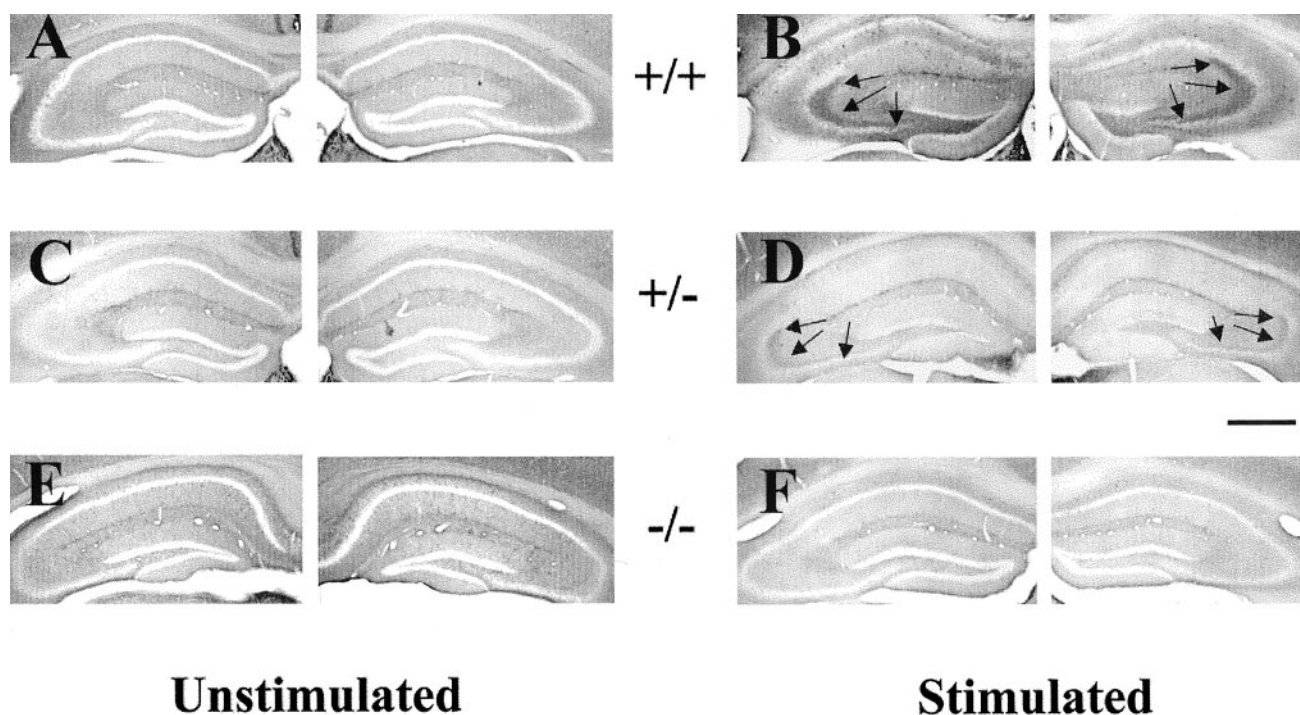 A
+/+
B
C
+/-
D
E
-/-
F
Unstimulated
Stimulated